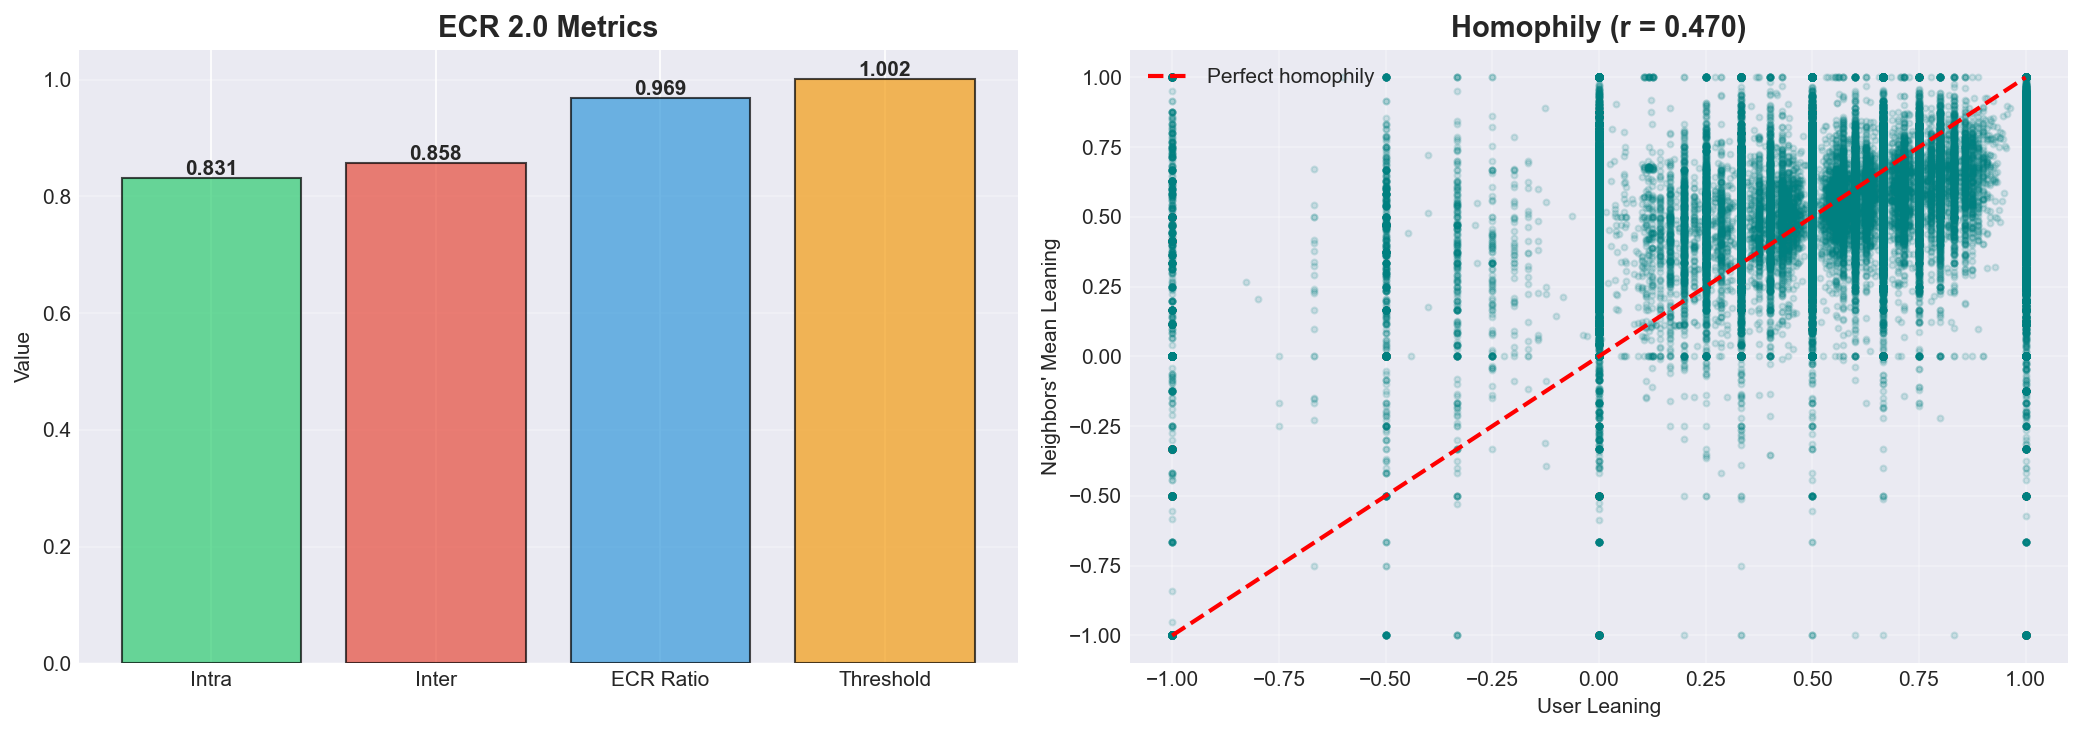 ECR 2.0 Metrics
Value
1.0
0.8
0.6
0.4
0.2
0.0
0.831
0.858
0.969
1.002
Intra
Inter
ECR Ratio
Threshold
Homophily (r = 0.470)
Perfect homophily
Neighbors' Mean Leaning
1.00
0.75
0.50
0.25
0.00
−0.25
−0.50
−0.75
−1.00
−1.00
−0.75
−0.50
−0.25
0.00
0.25
0.50
0.75
1.00
User Leaning